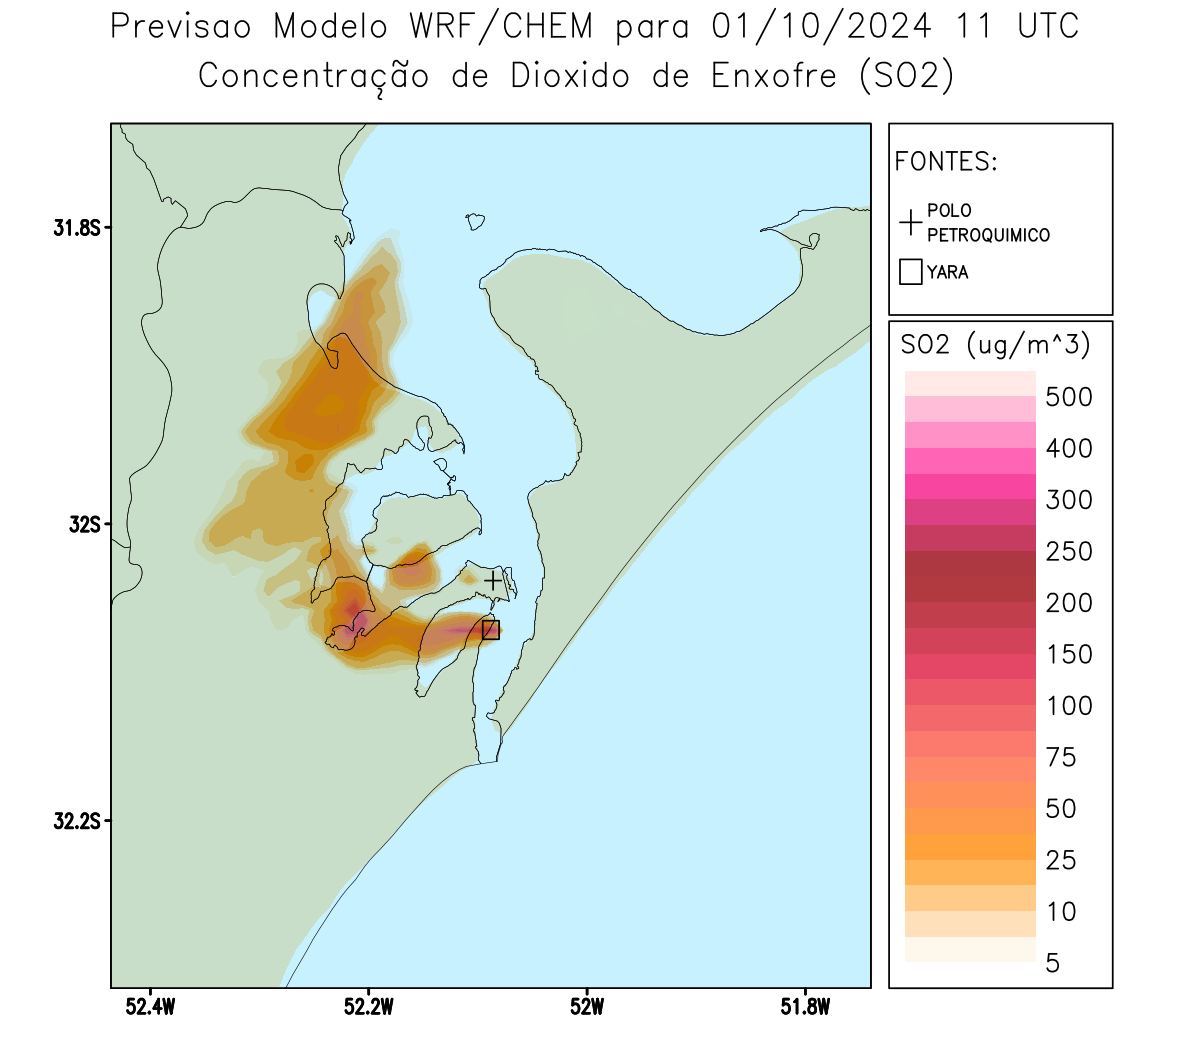 Previsao Modelo WRF/CHEM para 01/10/2024 11 UTC
Concentração de Dioxido de Enxofre (SO2)
FONTES:
POLO
PETROQUIMICO
YARA
SO2 (ug/m^3)
500
400
300
250
200
150
100
75
50
25
10
5
31.8S
32S
32.2S
52.4W
52.2W
52W
51.8W